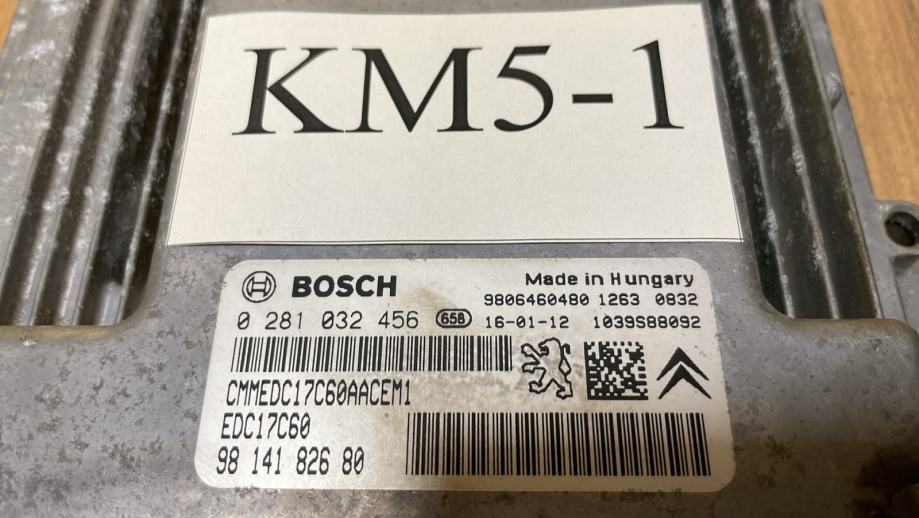 KM5-1
BOSCH
Made in Hungary
9806460480 1263 0832
0 281 032 456 658 16-01-12 1039S88092
CMMEDC17C60AACEM1
EDC17C60
98 141 826 80